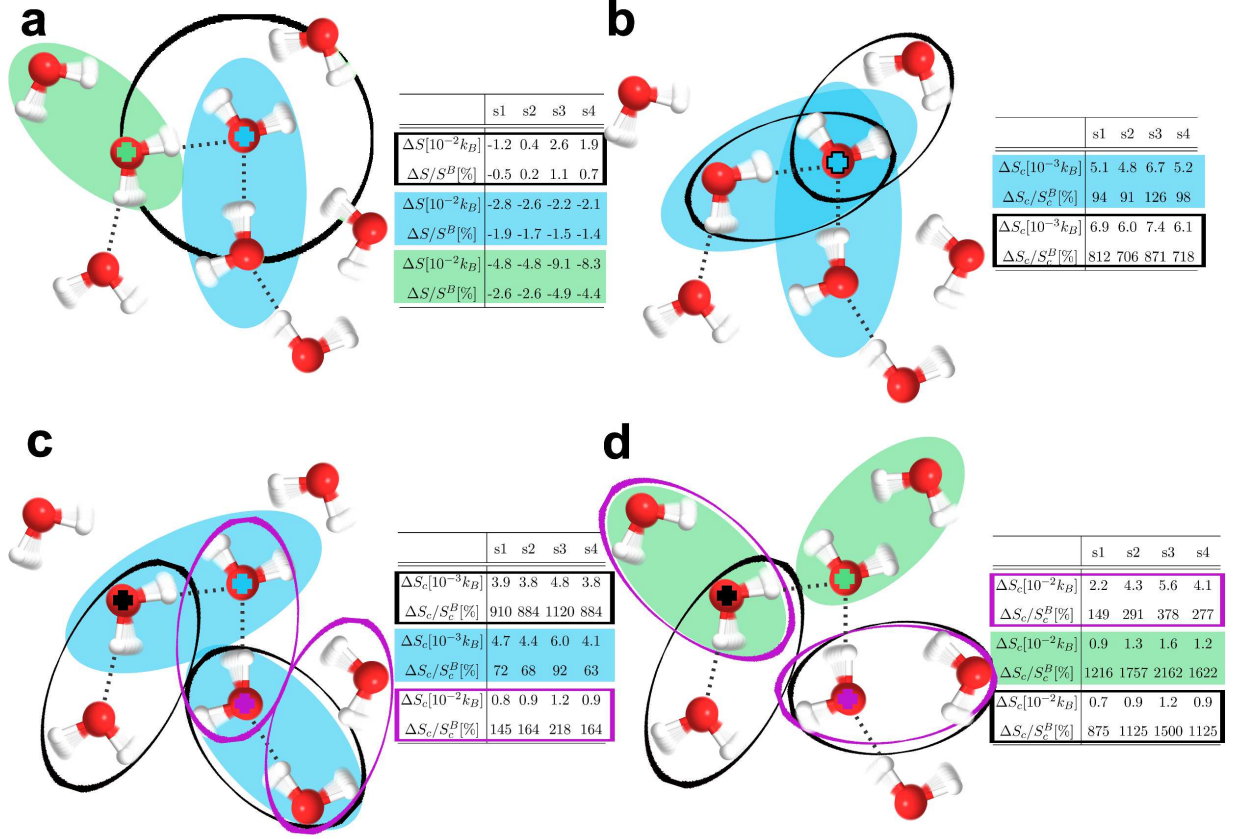 a
s1 s2 s3 s4
ΔS[10⁻²k_B] -1.2 0.4 2.6 1.9
ΔS/S^B[%] -0.5 0.2 1.1 0.7
ΔS[10⁻²k_B] -2.8 -2.6 -2.2 -2.1
ΔS/S^B[%] -1.9 -1.7 -1.5 -1.4
ΔS[10⁻²k_B] -4.8 -4.8 -9.1 -8.3
ΔS/S^B[%] -2.6 -2.6 -4.9 -4.4
b
s1 s2 s3 s4
ΔS_c[10⁻³k_B] 5.1 4.8 6.7 5.2
ΔS_c/S_c^B[%] 94 91 126 98
ΔS_c[10⁻³k_B] 6.9 6.0 7.4 6.1
ΔS_c/S_c^B[%] 812 706 871 718
c
s1 s2 s3 s4
ΔS_c[10⁻³k_B] 3.9 3.8 4.8 3.8
ΔS_c/S_c^B[%] 910 884 1120 884
ΔS_c[10⁻³k_B] 4.7 4.4 6.0 4.1
ΔS_c/S_c^B[%] 72 68 92 63
ΔS_c[10⁻²k_B] 0.8 0.9 1.2 0.9
ΔS_c/S_c^B[%] 145 164 218 164
d
s1 s2 s3 s4
ΔS_c[10⁻²k_B] 2.2 4.3 5.6 4.1
ΔS_c/S_c^B[%] 149 291 378 277
ΔS_c[10⁻²k_B] 0.9 1.3 1.6 1.2
ΔS_c/S_c^B[%] 1216 1757 2162 1622
ΔS_c[10⁻²k_B] 0.7 0.9 1.2 0.9
ΔS_c/S_c^B[%] 875 1125 1500 1125